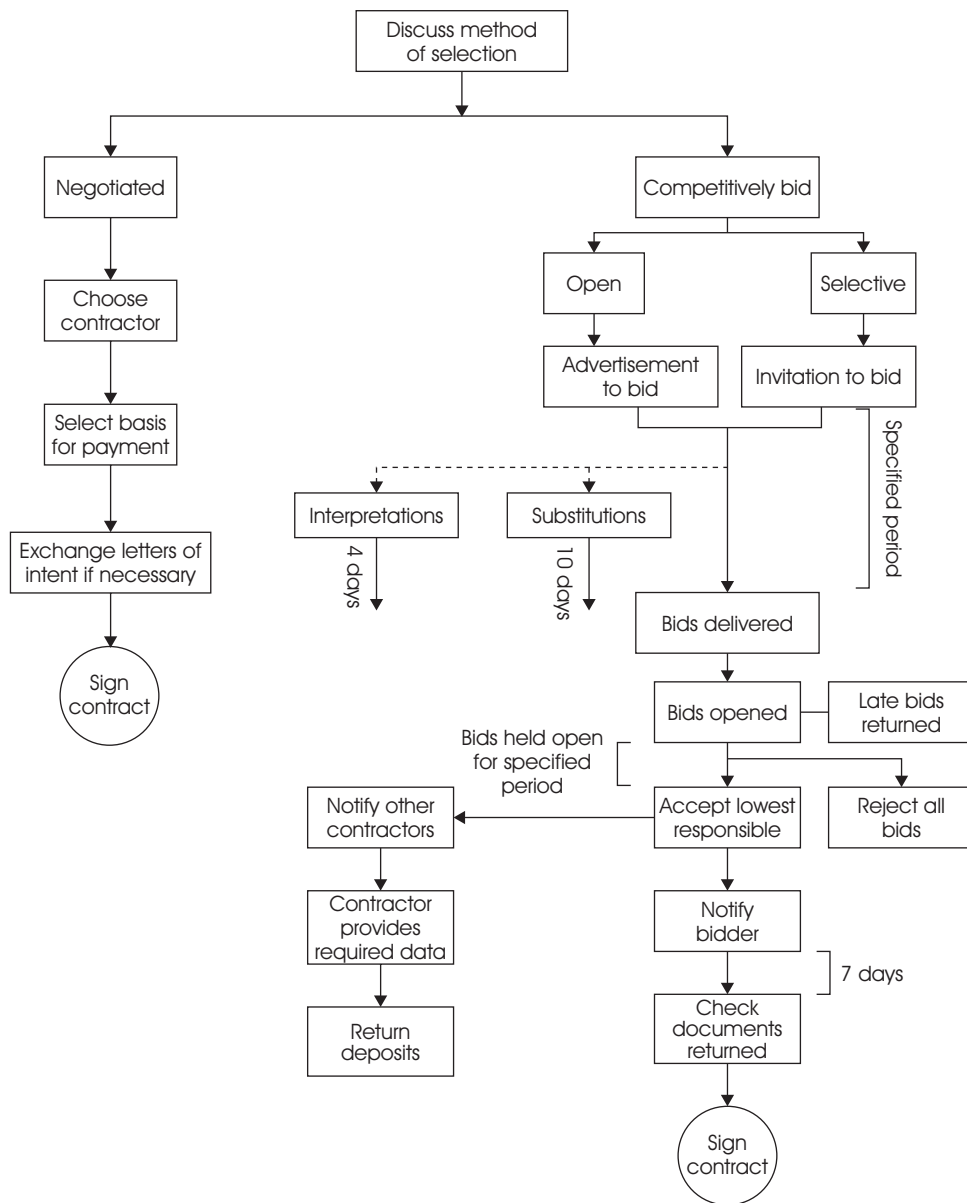 Discuss method
of selection
Negotiated
Competitively bid
Open
Selective
Choose
contractor
Advertisement
to bid
Invitation to bid
Select basis
for payment
Specified period
Interpretations
Substitutions
4 days
10 days
Exchange letters of
intent if necessary
Bids delivered
Sign
contract
Bids opened
Late bids
returned
Bids held open
for specified
period
Notify other
contractors
Accept lowest
responsible
Reject all
bids
Contractor
provides
required data
Notify
bidder
7 days
Return
deposits
Check
documents
returned
Sign
contract